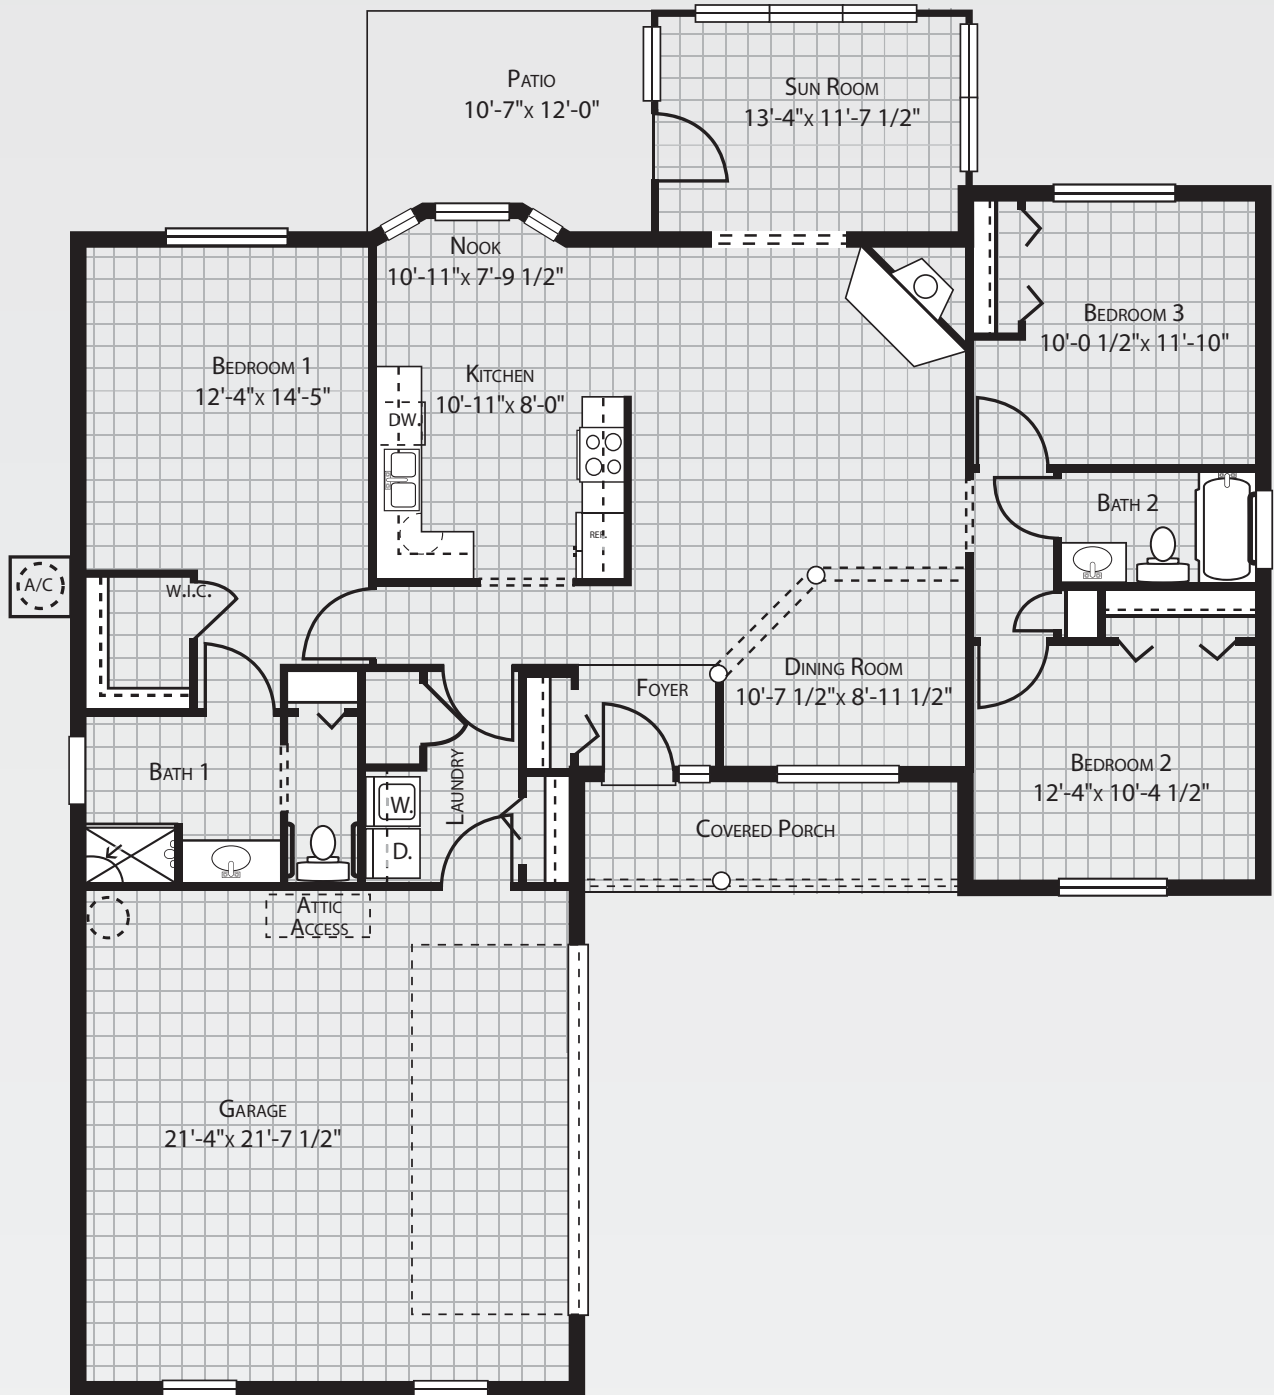 Patio
10'-7"x 12'-0"
Sun Room
13'-4"x 11'-7 1/2"
Nook
10'-11"x 7'-9 1/2"
Bedroom 3
10'-0 1/2"x 11'-10"
Bedroom 1
12'-4"x 14'-5"
Kitchen
10'-11"x 8'-0"
DW.
REF.
Bath 2
A/C
W.I.C.
Foyer
Dining Room
10'-7 1/2"x 8'-11 1/2"
Bath 1
Laundry
W.
D.
Bedroom 2
12'-4"x 10'-4 1/2"
Covered Porch
Attic
Access
Garage
21'-4"x 21'-7 1/2"